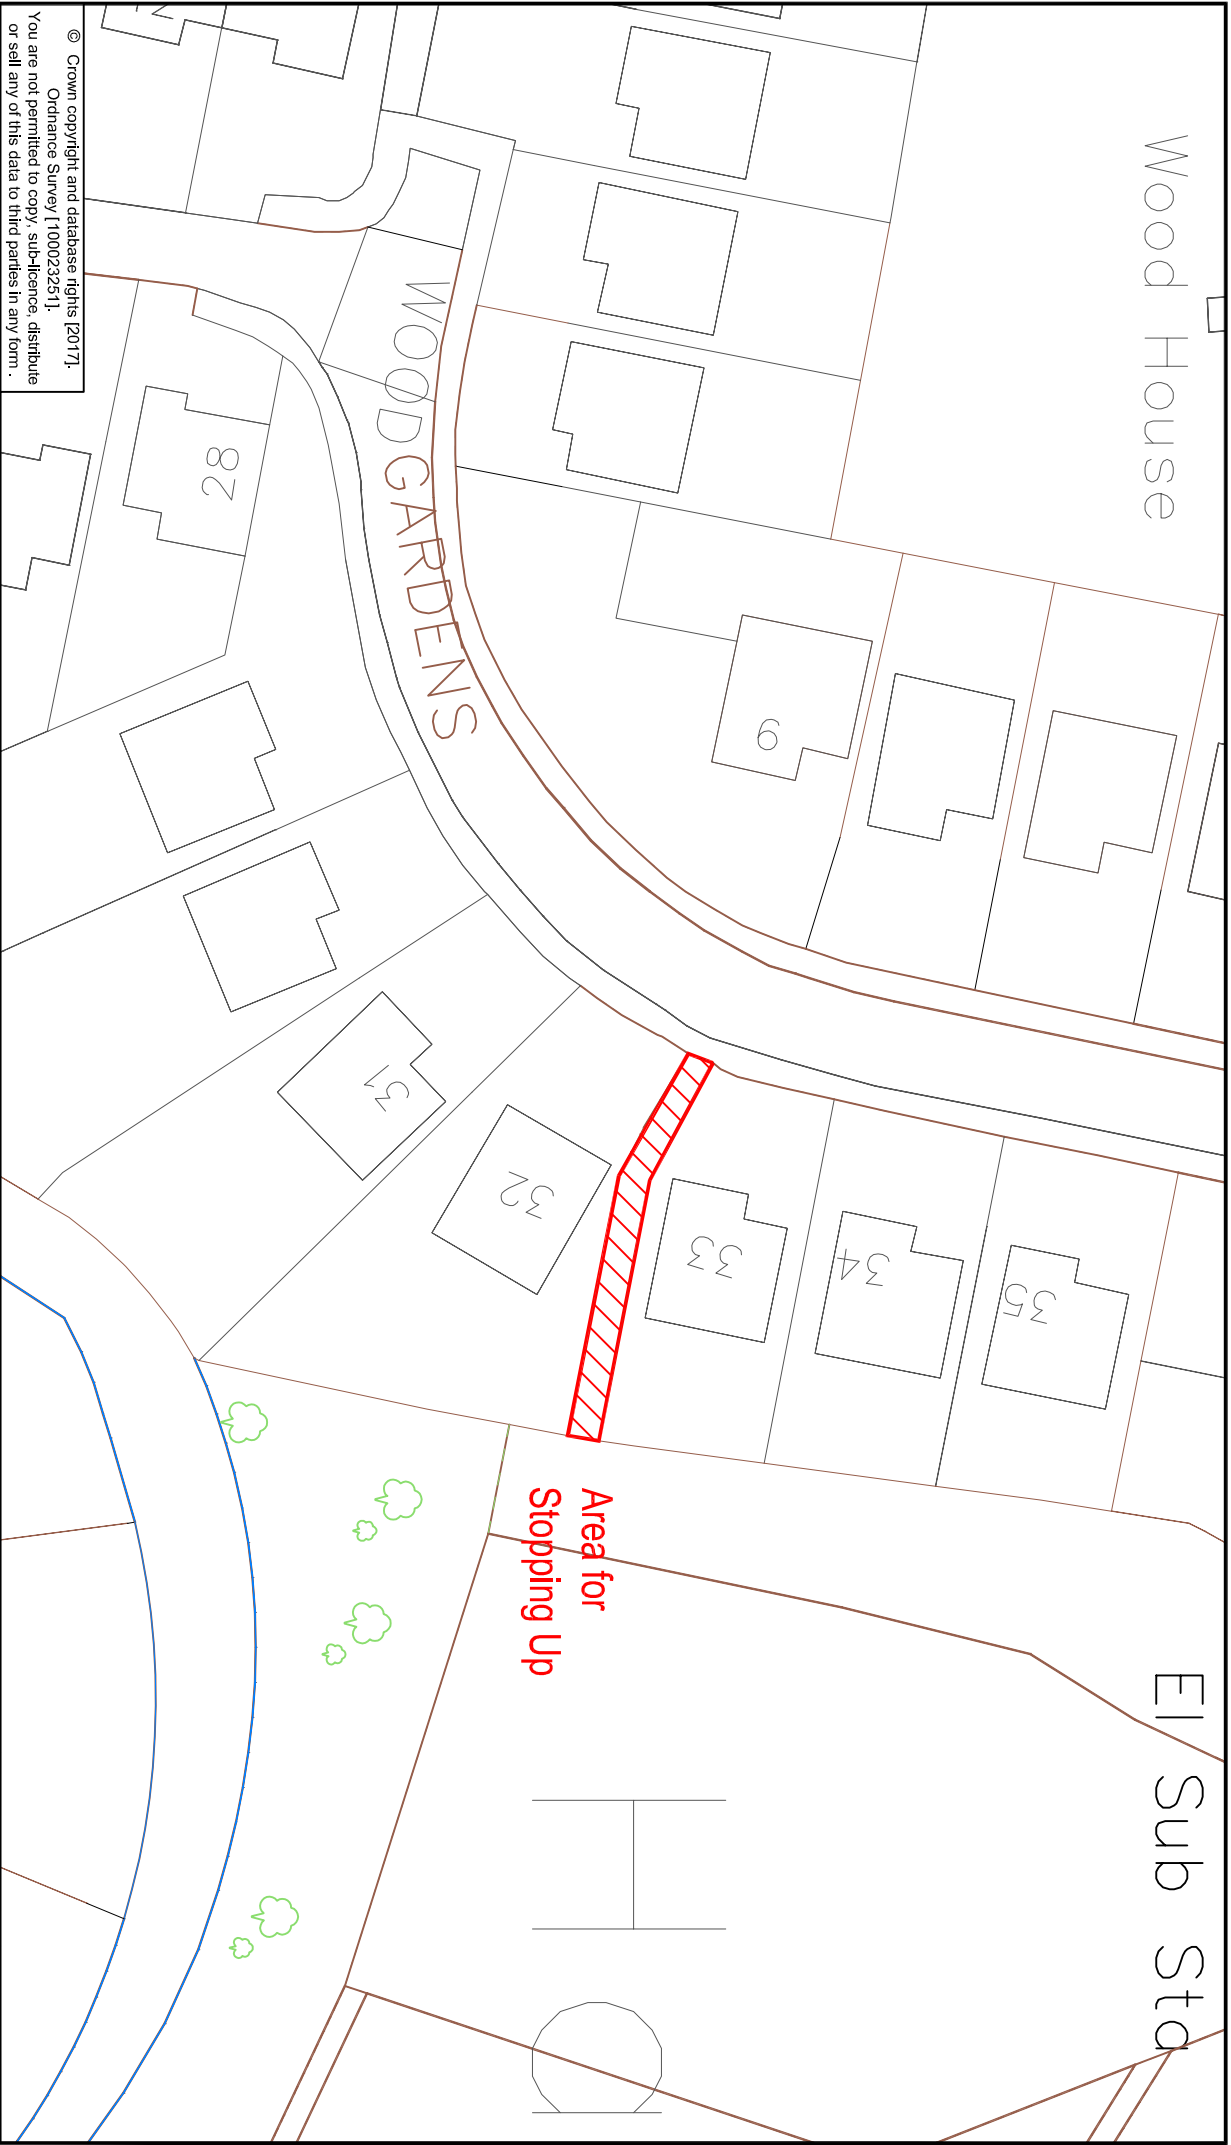 Wood House
El Sub Sta
WOOD GARDENS
28
9
31
32
33
34
35
Area for
Stopping Up
© Crown copyright and database rights [2017].
Ordnance Survey [100023251].
You are not permitted to copy, sub-licence, distribute
or sell any of this data to third parties in any form .